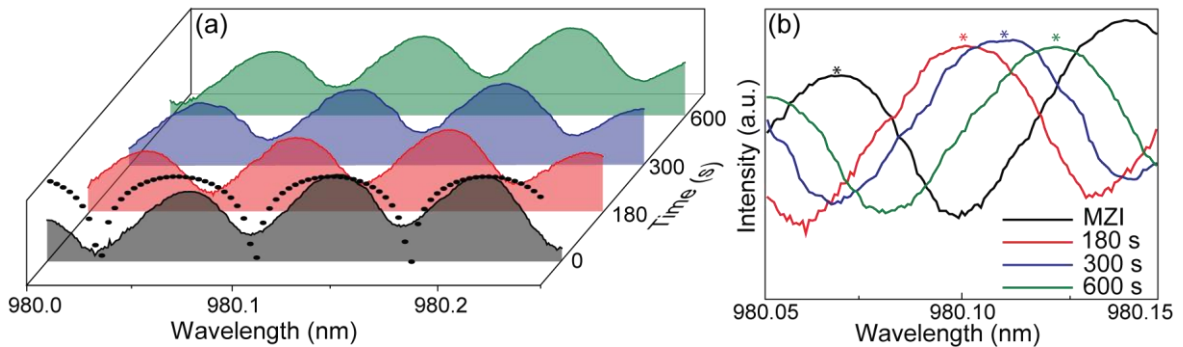 (a)
600
300
180
0
Time (s)
980.0
980.1
980.2
Wavelength (nm)
(b)
Intensity (a.u.)
* * * *
MZI
180 s
300 s
600 s
980.05
980.10
980.15
Wavelength (nm)